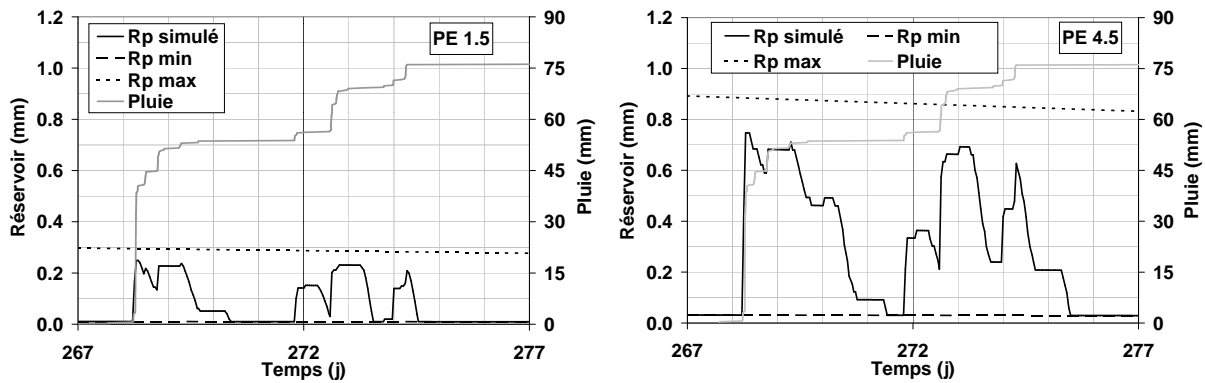 1.2
1.0
0.8
0.6
0.4
0.2
0.0
Réservoir (mm)
Rp simulé
Rp min
Rp max
Pluie
PE 1.5
90
75
60
45
30
15
0
Pluie (mm)
267
272
277
Temps (j)
1.2
1.0
0.8
0.6
0.4
0.2
0.0
Réservoir (mm)
Rp simulé
Rp min
Rp max
Pluie
PE 4.5
90
75
60
45
30
15
0
Pluie (mm)
267
272
277
Temps (j)